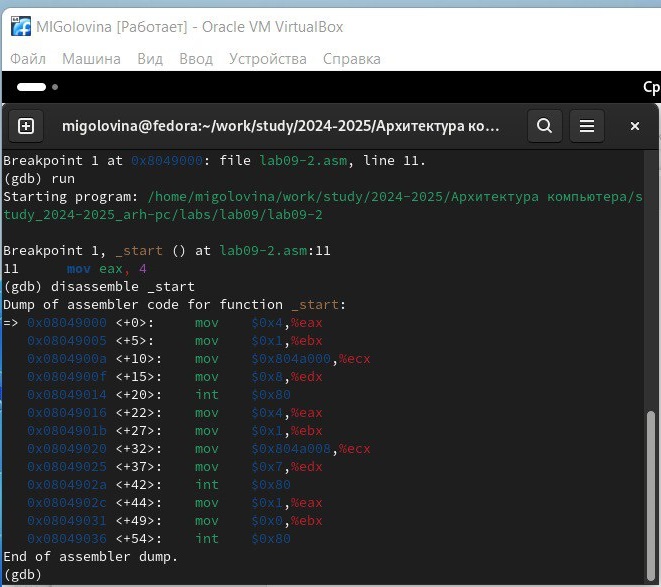 MIGolovina [Работает] - Oracle VM VirtualBox
Файл Машина Вид Ввод Устройства Справка
Ср
migolovina@fedora:~/work/study/2024-2025/Архитектура ко...
Breakpoint 1 at 0x8049000: file lab09-2.asm, line 11.
(gdb) run
Starting program: /home/migolovina/work/study/2024-2025/Архитектура компьютера/s
tudy_2024-2025_arh-pc/labs/lab09/lab09-2
Breakpoint 1, _start () at lab09-2.asm:11
11 mov eax, 4
(gdb) disassemble _start
Dump of assembler code for function _start:
=> 0x08049000 <+0>: mov $0x4,%eax
0x08049005 <+5>: mov $0x1,%ebx
0x0804900a <+10>: mov $0x804a000,%ecx
0x0804900f <+15>: mov $0x8,%edx
0x08049014 <+20>: int $0x80
0x08049016 <+22>: mov $0x4,%eax
0x0804901b <+27>: mov $0x1,%ebx
0x08049020 <+32>: mov $0x804a008,%ecx
0x08049025 <+37>: mov $0x7,%edx
0x0804902a <+42>: int $0x80
0x0804902c <+44>: mov $0x1,%eax
0x08049031 <+49>: mov $0x0,%ebx
0x08049036 <+54>: int $0x80
End of assembler dump.
(gdb)